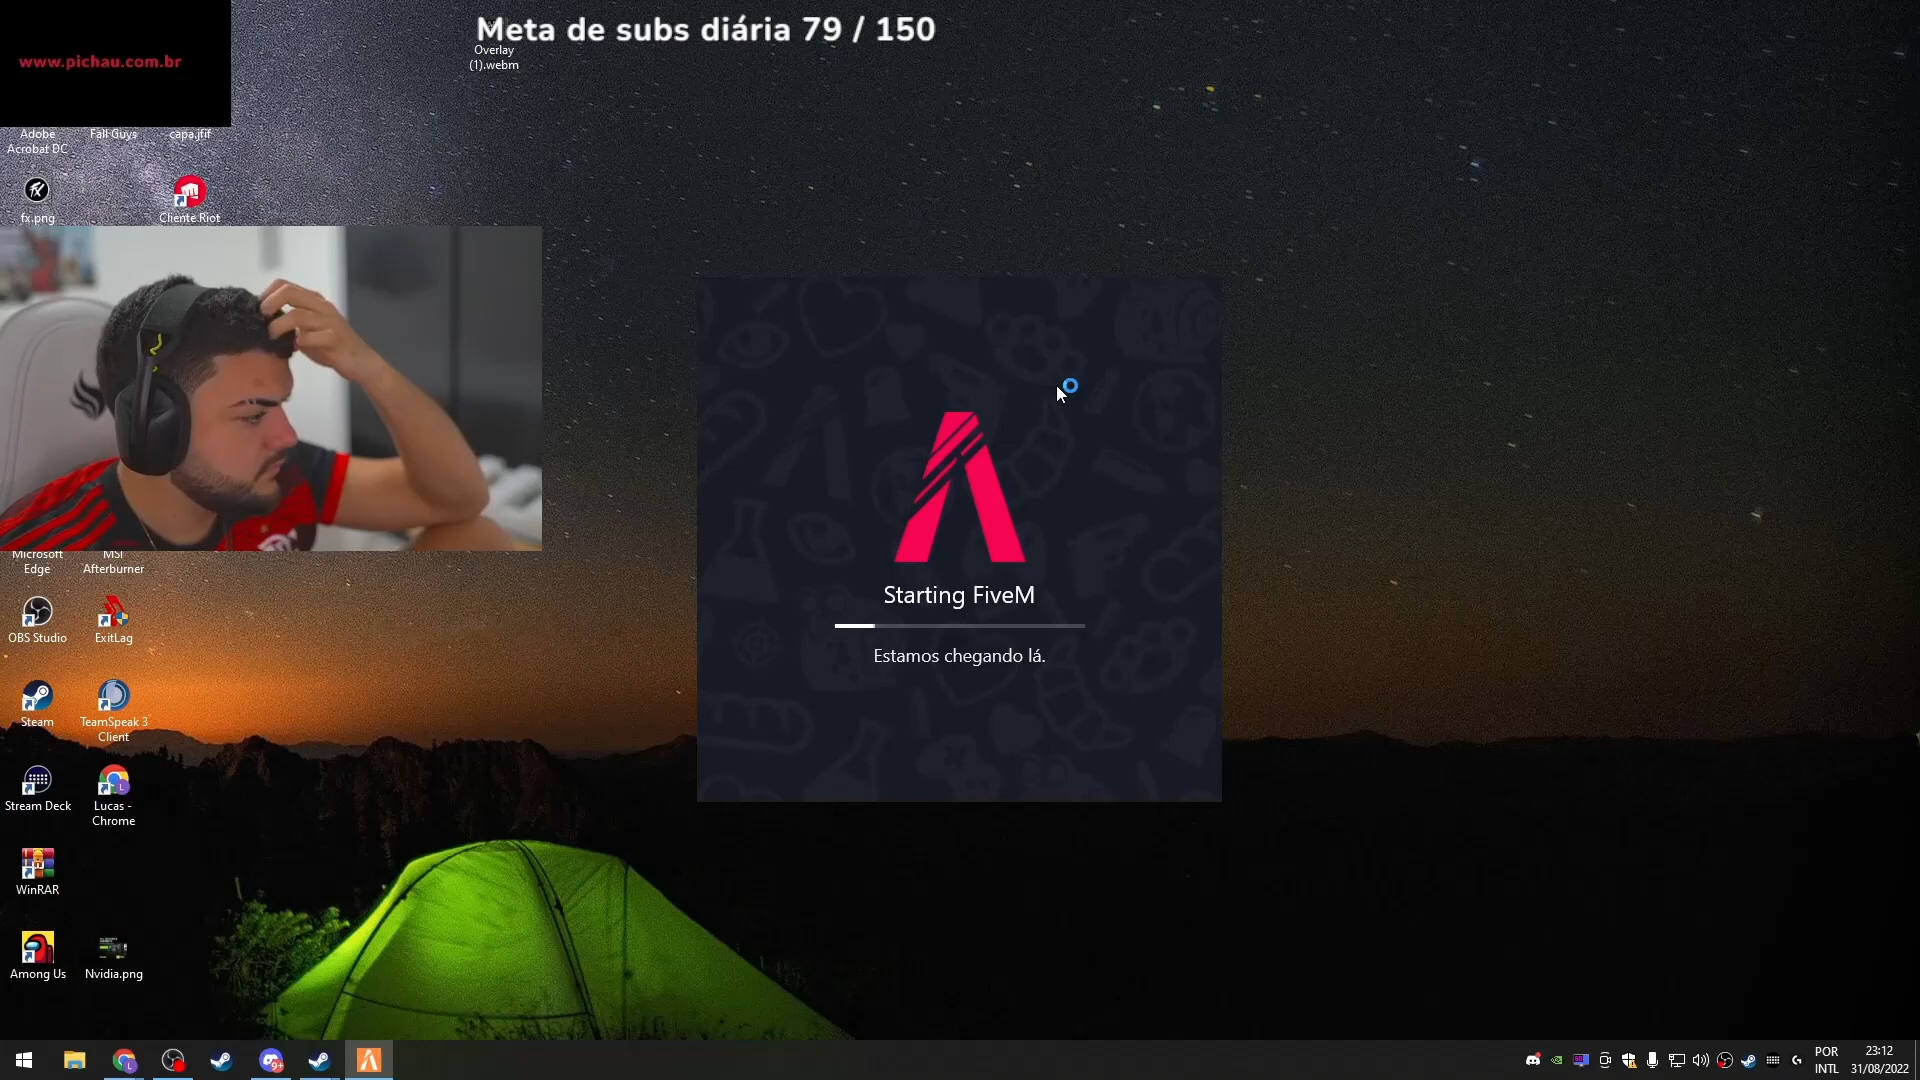 Meta de subs diária 79 / 150
www.pichau.com.br
Overlay
(1).webm
Adobe
Acrobat DC
Fall Guys
capa.jfif
fx.png
Cliente Riot
Microsoft
Edge
MSI
Afterburner
OBS Studio
ExitLag
Steam
TeamSpeak 3
Client
Stream Deck
Lucas -
Chrome
WinRAR
Among Us
Nvidia.png
Starting FiveM
Estamos chegando lá.
9+
POR
INTL
23:12
31/08/2022